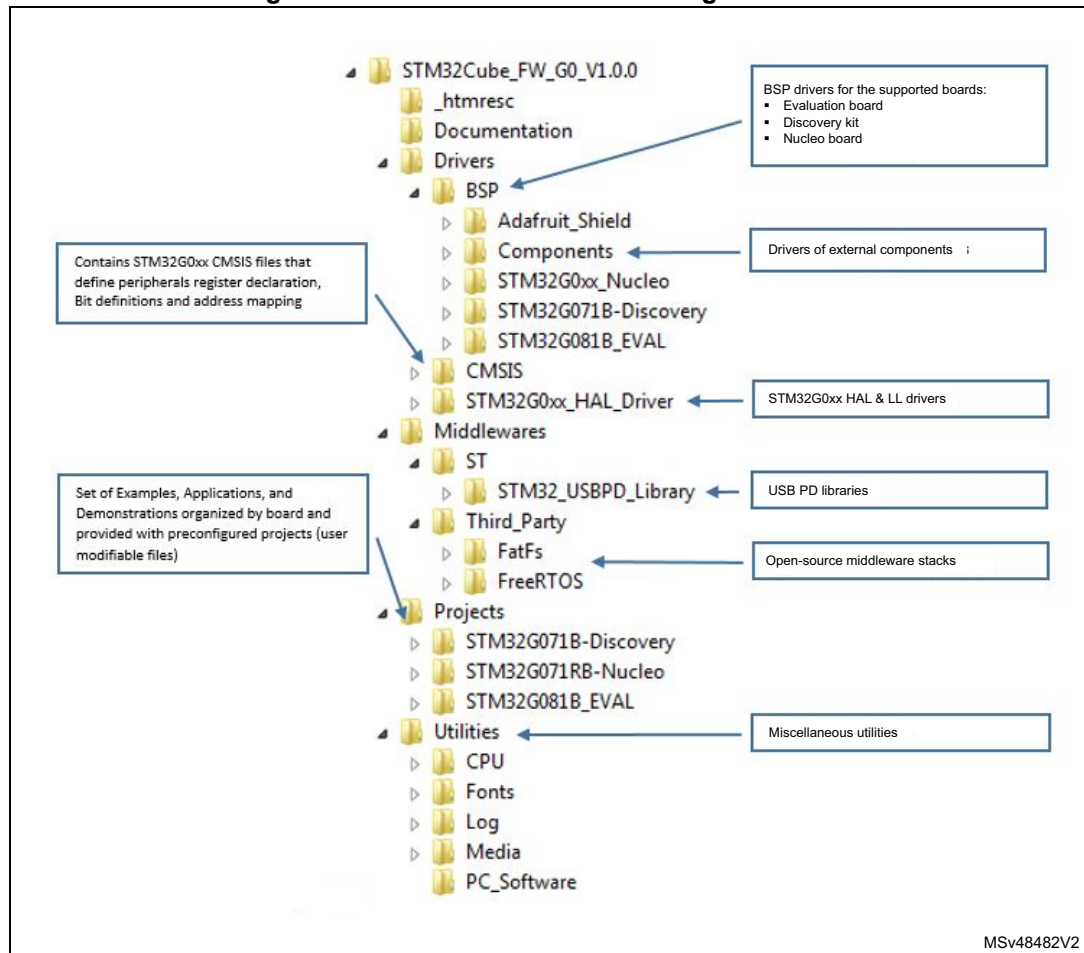 STM32Cube_FW_G0_V1.0.0
_htmresc
Documentation
Drivers
BSP
Adafruit_Shield
Components
STM32G0xx_Nucleo
STM32G071B-Discovery
STM32G081B_EVAL
CMSIS
STM32G0xx_HAL_Driver
Middlewares
ST
STM32_USBPD_Library
Third_Party
FatFs
FreeRTOS
Projects
STM32G071B-Discovery
STM32G071RB-Nucleo
STM32G081B_EVAL
Utilities
CPU
Fonts
Log
Media
PC_Software
Contains STM32G0xx CMSIS files that
define peripherals register declaration,
Bit definitions and address mapping
Set of Examples, Applications, and
Demonstrations organized by board and
provided with preconfigured projects (user
modifiable files)
BSP drivers for the supported boards:
▪ Evaluation board
▪ Discovery kit
▪ Nucleo board
Drivers of external components
STM32G0xx HAL & LL drivers
USB PD libraries
Open-source middleware stacks
Miscellaneous utilities
MSv48482V2